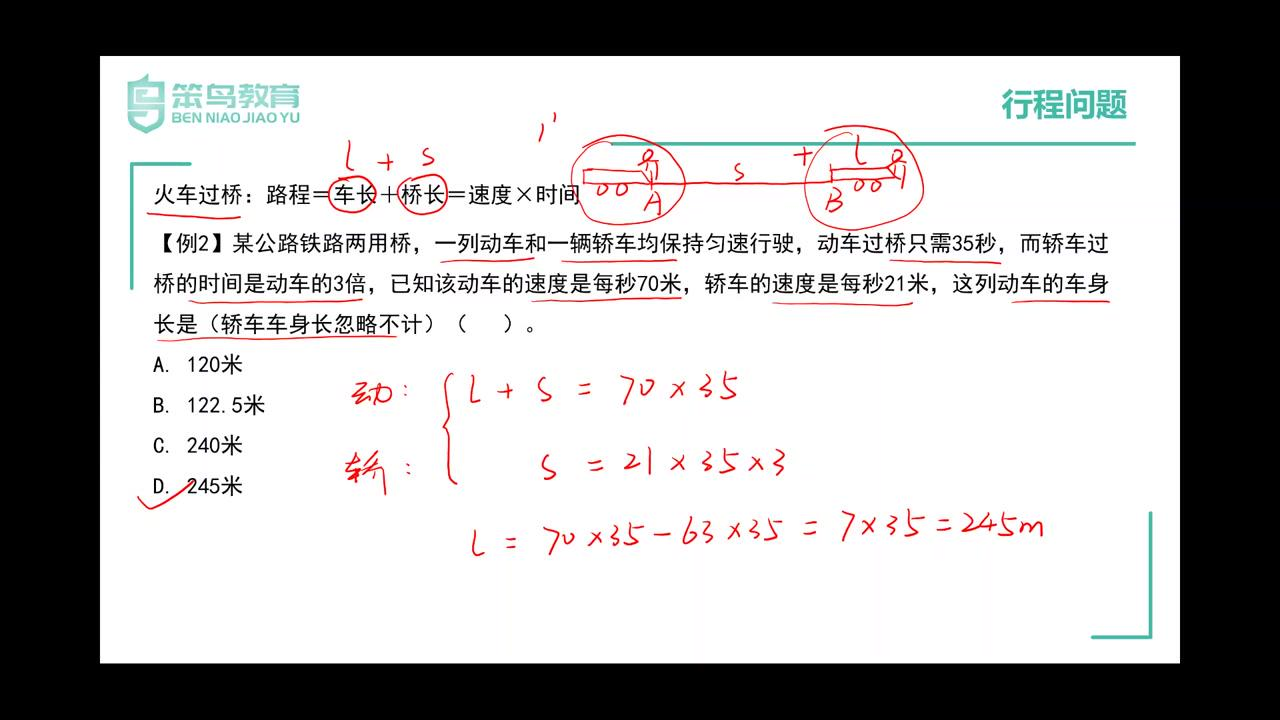 笨鸟教育
BEN NIAO JIAO YU
行程问题
l + s
s + l
A B
火车过桥：路程＝车长＋桥长＝速度×时间
【例2】某公路铁路两用桥，一列动车和一辆轿车均保持匀速行驶，动车过桥只需35秒，而轿车过
桥的时间是动车的3倍，已知该动车的速度是每秒70米，轿车的速度是每秒21米，这列动车的车身
长是（轿车车身长忽略不计）（ ）。
A. 120米
B. 122.5米
C. 240米
D. 245米
动： l + s = 70 × 35
轿： s = 21 × 35 × 3
l = 70 × 35 － 63 × 35 = 7 × 35 = 245m